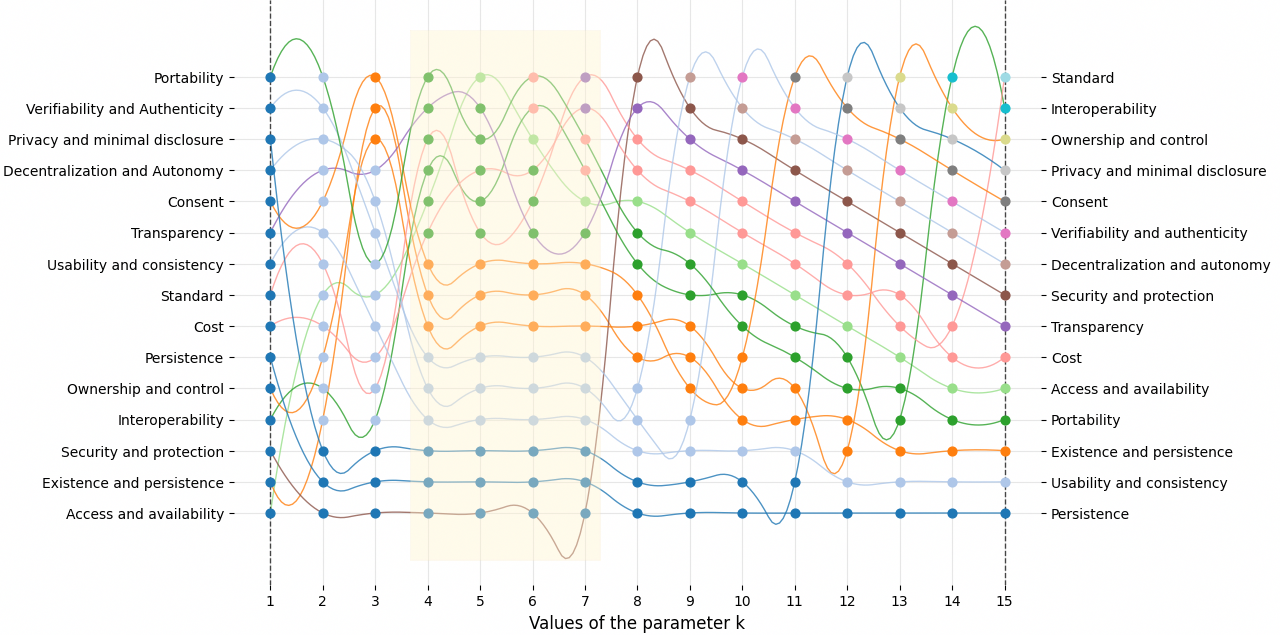 Portability
Verifiability and Authenticity
Privacy and minimal disclosure
Decentralization and Autonomy
Consent
Transparency
Usability and consistency
Standard
Cost
Persistence
Ownership and control
Interoperability
Security and protection
Existence and persistence
Access and availability
Standard
Interoperability
Ownership and control
Privacy and minimal disclosure
Consent
Verifiability and authenticity
Decentralization and autonomy
Security and protection
Transparency
Cost
Access and availability
Portability
Existence and persistence
Usability and consistency
Persistence
1 2 3 4 5 6 7 8 9 10 11 12 13 14 15
Values of the parameter k